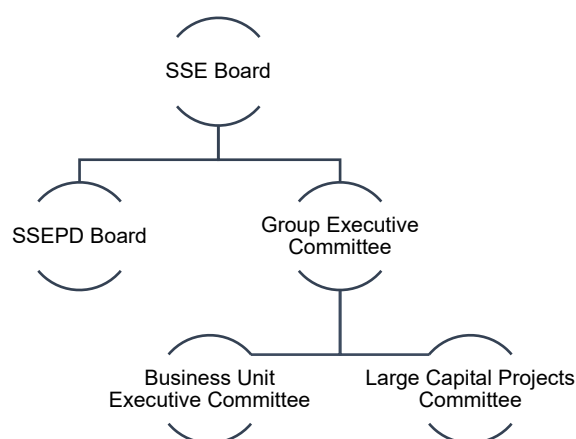 SSE Board
SSEPD Board
Group Executive
Committee
Business Unit
Executive Committee
Large Capital Projects
Committee